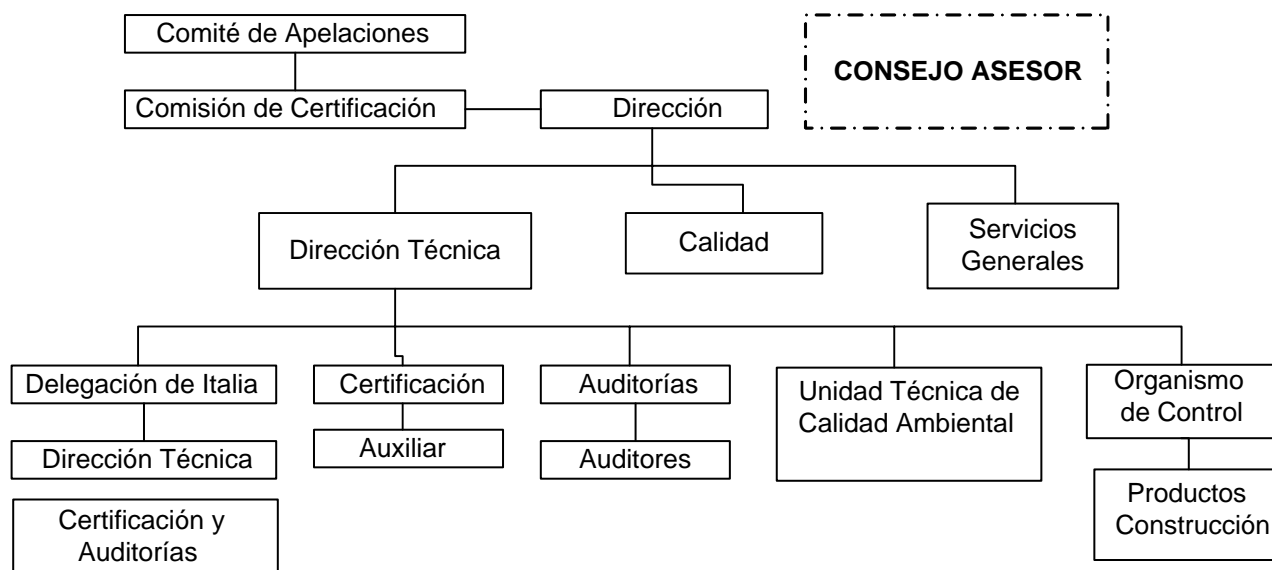 Comité de Apelaciones
CONSEJO ASESOR
Comisión de Certificación
Dirección
Dirección Técnica
Calidad
Servicios
Generales
Delegación de Italia
Certificación
Auditorías
Unidad Técnica de
Calidad Ambiental
Organismo
de Control
Dirección Técnica
Auxiliar
Auditores
Productos
Construcción
Certificación y
Auditorías